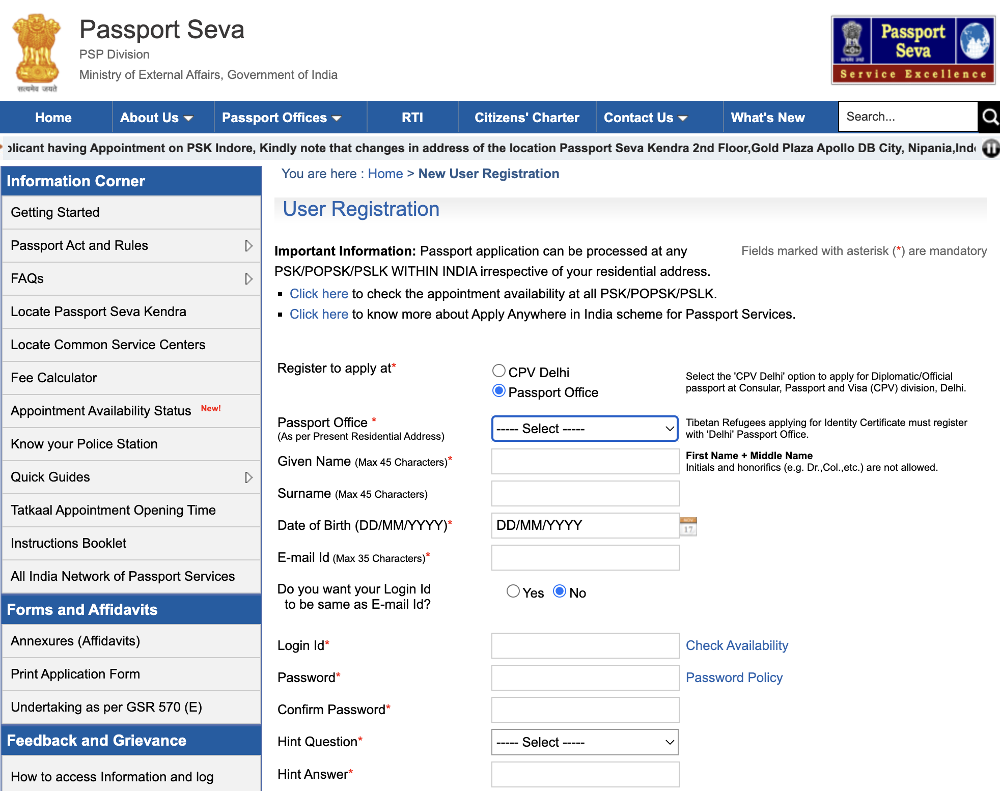 Passport Seva
PSP Division
Ministry of External Affairs, Government of India
सत्यमेव जयते
Passport
Seva
Service Excellence
Home
About Us
Passport Offices
RTI
Citizens' Charter
Contact Us
What's New
Search...
plicant having Appointment on PSK Indore, Kindly note that changes in address of the location Passport Seva Kendra 2nd Floor,Gold Plaza Apollo DB City, Nipania,Ind
Information Corner
Getting Started
Passport Act and Rules
FAQs
Locate Passport Seva Kendra
Locate Common Service Centers
Fee Calculator
Appointment Availability Status New!
Know your Police Station
Quick Guides
Tatkaal Appointment Opening Time
Instructions Booklet
All India Network of Passport Services
Forms and Affidavits
Annexures (Affidavits)
Print Application Form
Undertaking as per GSR 570 (E)
Feedback and Grievance
How to access Information and log
You are here : Home > New User Registration
User Registration
Important Information: Passport application can be processed at any
PSK/POPSK/PSLK WITHIN INDIA irrespective of your residential address.
Fields marked with asterisk (*) are mandatory
▪ Click here to check the appointment availability at all PSK/POPSK/PSLK.
▪ Click here to know more about Apply Anywhere in India scheme for Passport Services.
Register to apply at*
CPV Delhi
Passport Office
Select the 'CPV Delhi' option to apply for Diplomatic/Official
passport at Consular, Passport and Visa (CPV) division, Delhi.
Passport Office *
(As per Present Residential Address)
----- Select -----
Tibetan Refugees applying for Identity Certificate must register
with 'Delhi' Passport Office.
Given Name (Max 45 Characters)*
First Name + Middle Name
Initials and honorifics (e.g. Dr.,Col.,etc.) are not allowed.
Surname (Max 45 Characters)
Date of Birth (DD/MM/YYYY)*
DD/MM/YYYY
17
E-mail Id (Max 35 Characters)*
Do you want your Login Id
to be same as E-mail Id?
Yes
No
Login Id*
Check Availability
Password*
Password Policy
Confirm Password*
Hint Question*
----- Select -----
Hint Answer*